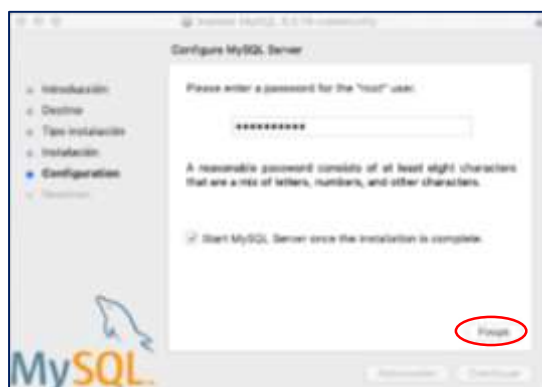 Configure MySQL Server
Introducción
Destino
Tipo instalación
Instalación
Configuration
Please enter a password for the "root" user.
••••••••••
A reasonable password consists of at least eight characters
that are a mix of letters, numbers, and other characters.
Start MySQL Server once the installation is complete.
MySQL